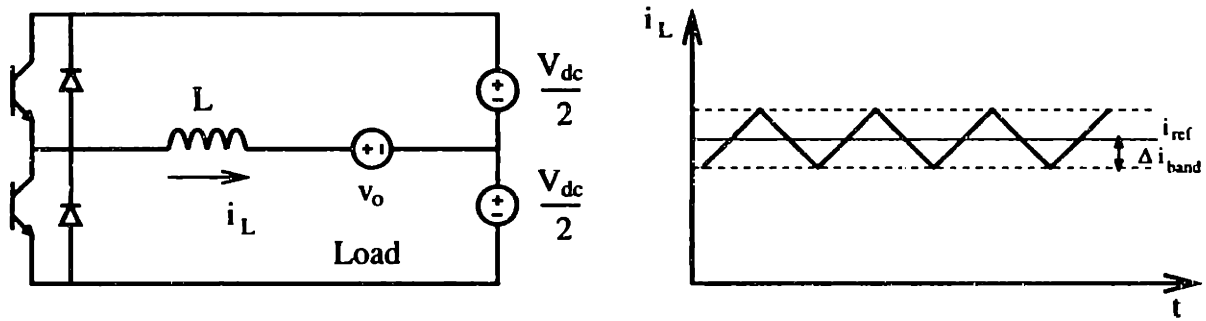 L
+ -
v_o
i_L
Load
+ -
V_dc
2
+ -
V_dc
2
i_L
i_ref
Δ i_band
t